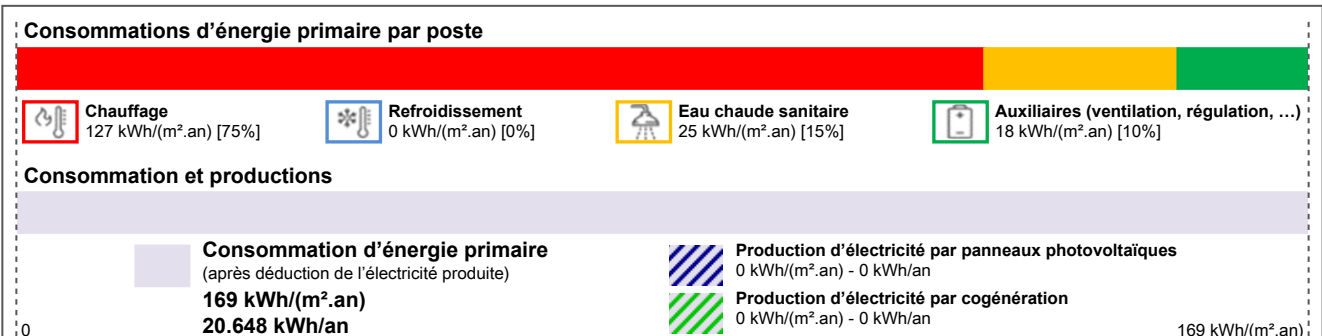 Consommations d’énergie primaire par poste
Chauffage
127 kWh/(m².an) [75%]
Refroidissement
0 kWh/(m².an) [0%]
Eau chaude sanitaire
25 kWh/(m².an) [15%]
Auxiliaires (ventilation, régulation, …)
18 kWh/(m².an) [10%]
Consommation et productions
Consommation d’énergie primaire
(après déduction de l’électricité produite)
169 kWh/(m².an)
20.648 kWh/an
Production d’électricité par panneaux photovoltaïques
0 kWh/(m².an) - 0 kWh/an
Production d’électricité par cogénération
0 kWh/(m².an) - 0 kWh/an
0
169 kWh/(m².an)